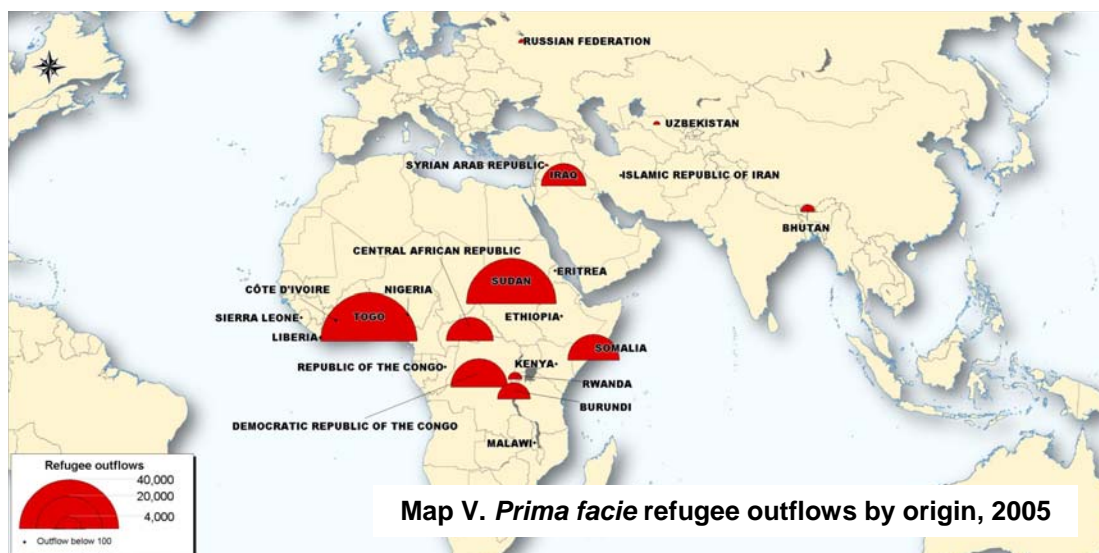 RUSSIAN FEDERATION
UZBEKISTAN
SYRIAN ARAB REPUBLIC
IRAQ
ISLAMIC REPUBLIC OF IRAN
BHUTAN
CENTRAL AFRICAN REPUBLIC
SUDAN
ERITREA
CÔTE D'IVOIRE
NIGERIA
SIERRA LEONE
TOGO
ETHIOPIA
LIBERIA
SOMALIA
REPUBLIC OF THE CONGO
KENYA
RWANDA
BURUNDI
DEMOCRATIC REPUBLIC OF THE CONGO
MALAWI
Refugee outflows
40,000
20,000
4,000
Outflow below 100
Map V. Prima facie refugee outflows by origin, 2005